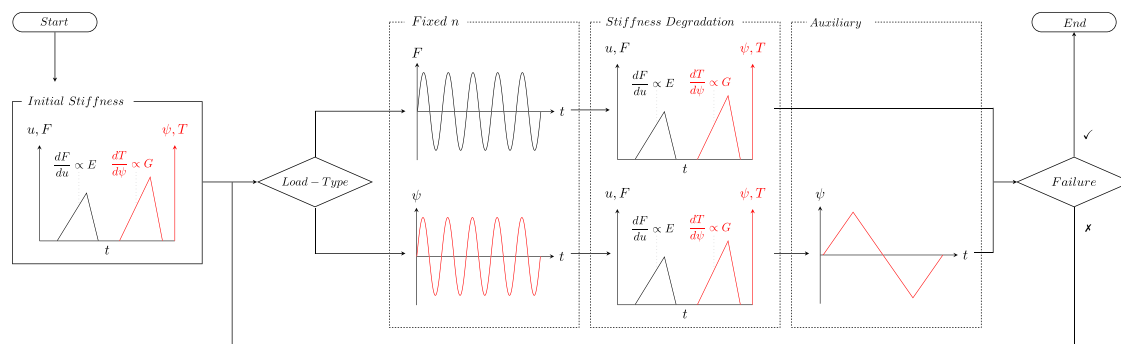 Start
End
Fixed n
Stiffness Degradation
Auxiliary
Initial Stiffness
u, F
ψ, T
dF/du ∝ E
dT/dψ ∝ G
t
Load − Type
F
t
u, F
ψ, T
dF/du ∝ E
dT/dψ ∝ G
t
ψ
t
u, F
ψ, T
dF/du ∝ E
dT/dψ ∝ G
t
ψ
t
✓
Failure
✗